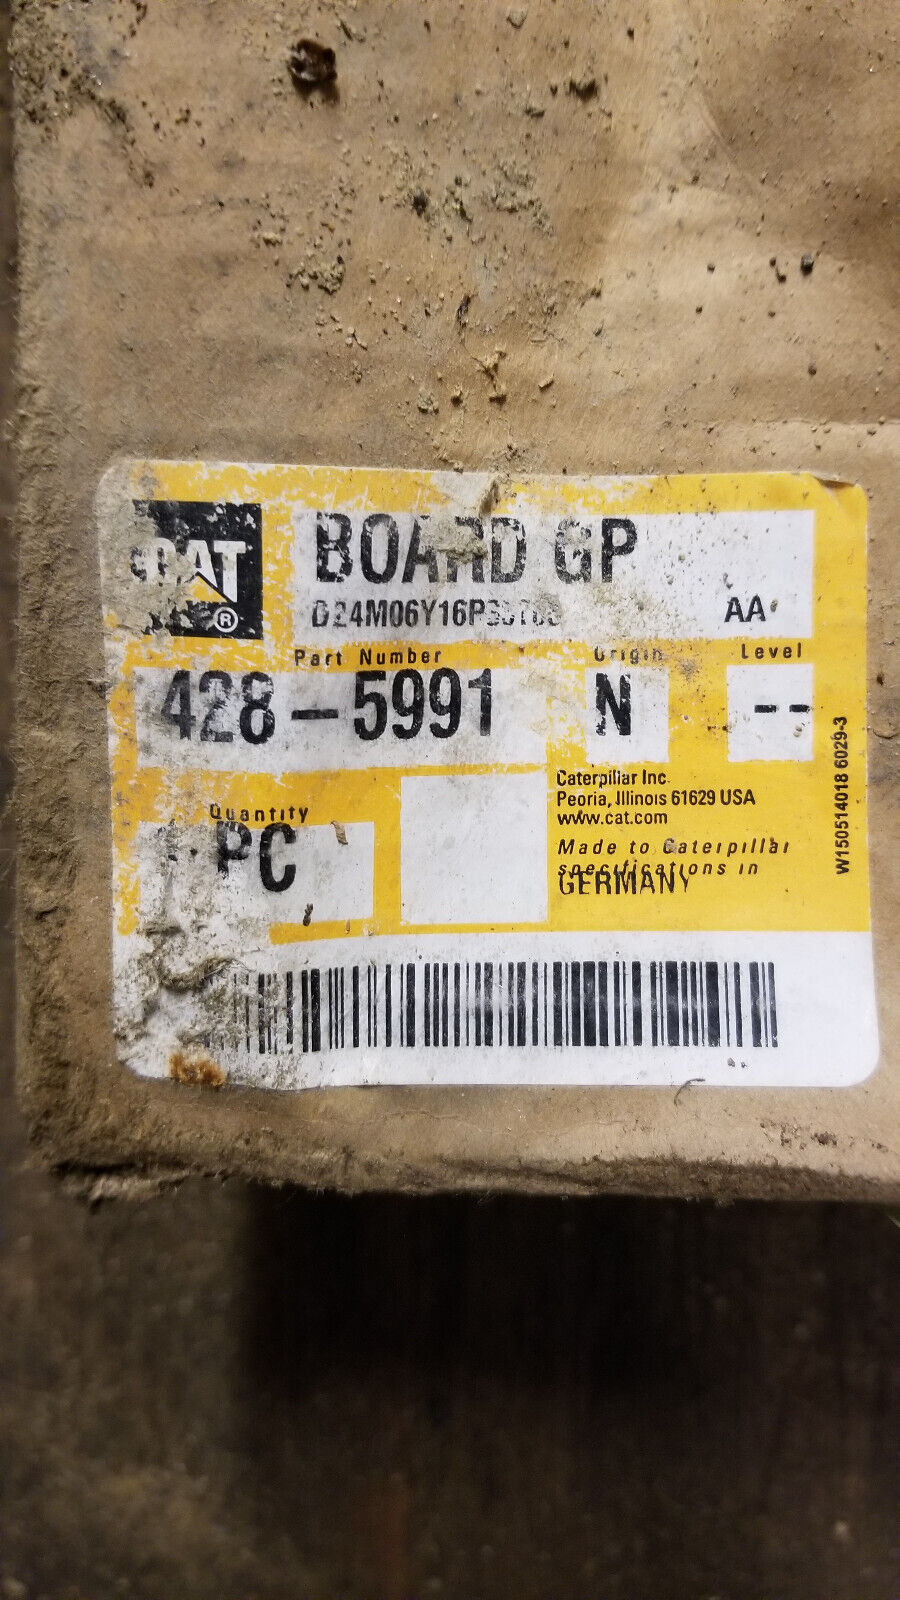 CAT
®
BOARD GP
AA
Part Number
Origin
Level
428-5991
N
--
Quantity
PC
Caterpillar Inc.
Peoria, Illinois 61629 USA
www.cat.com
Made to Caterpillar
specifications in
GERMANY
W150514018 6029-3